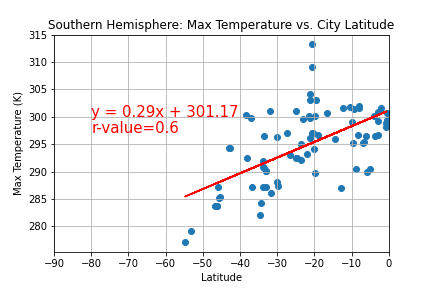 Southern Hemisphere: Max Temperature vs. City Latitude
315
310
305
300
295
290
285
280
Max Temperature (K)
y = 0.29x + 301.17
r-value=0.6
−90 −80 −70 −60 −50 −40 −30 −20 −10 0
Latitude